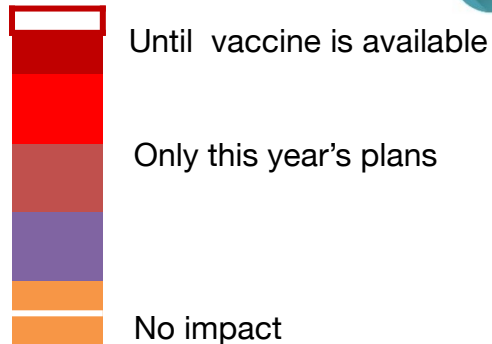 Until  vaccine is available
Only this year’s plans
No impact